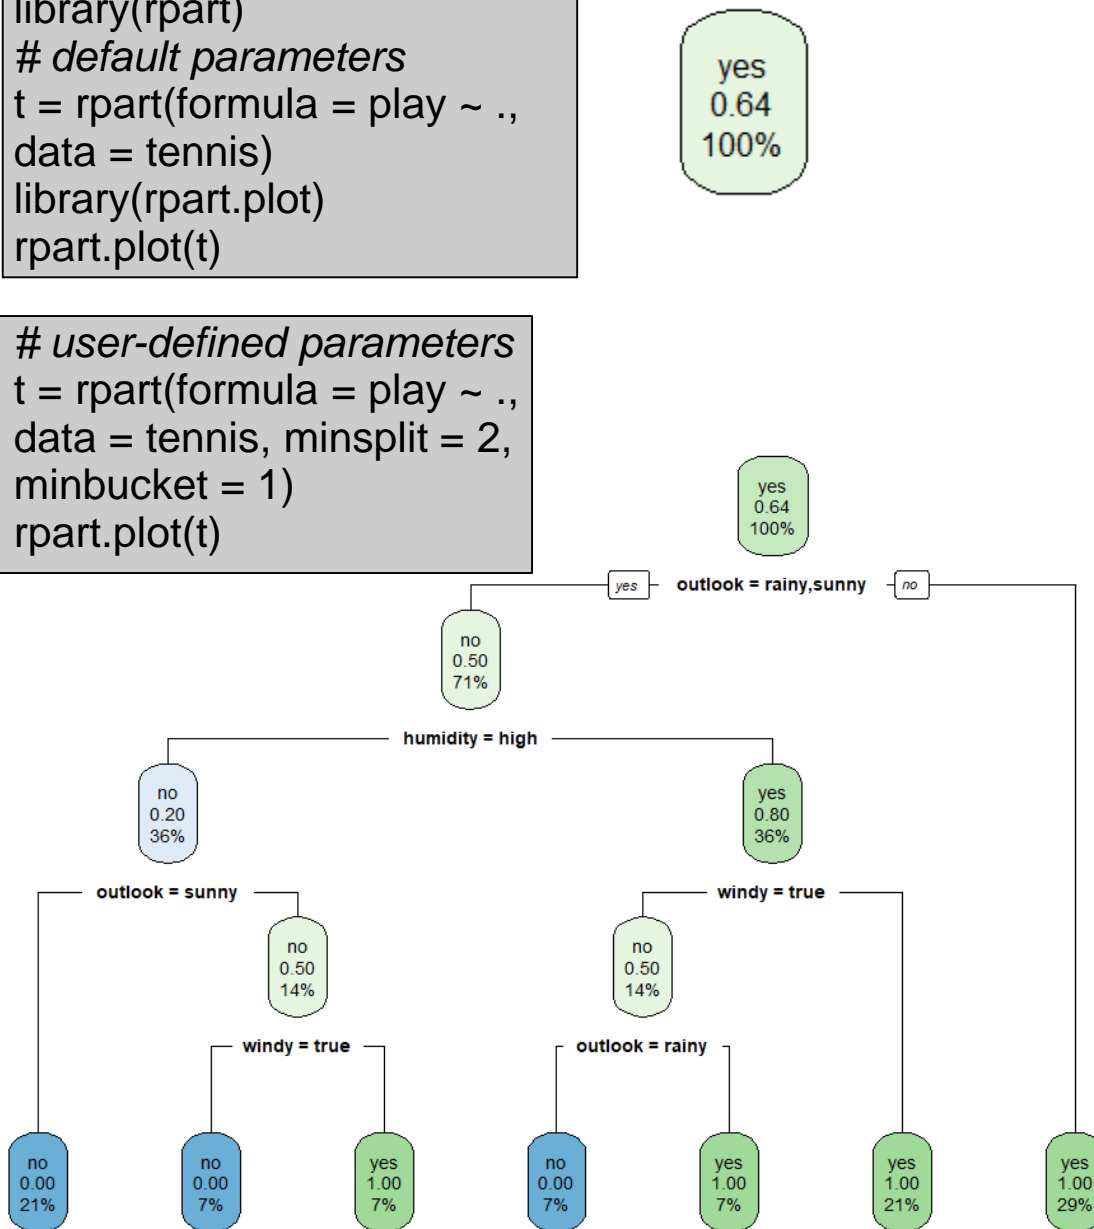 library(rpart)
# default parameters
t = rpart(formula = play ~ .,
data = tennis)
library(rpart.plot)
rpart.plot(t)
yes
0.64
100%
# user-defined parameters
t = rpart(formula = play ~ .,
data = tennis, minsplit = 2,
minbucket = 1)
rpart.plot(t)
yes
0.64
100%
yes
outlook = rainy,sunny
no
no
0.50
71%
humidity = high
no
0.20
36%
yes
0.80
36%
outlook = sunny
windy = true
no
0.50
14%
no
0.50
14%
windy = true
outlook = rainy
no
0.00
21%
no
0.00
7%
yes
1.00
7%
no
0.00
7%
yes
1.00
7%
yes
1.00
21%
yes
1.00
29%